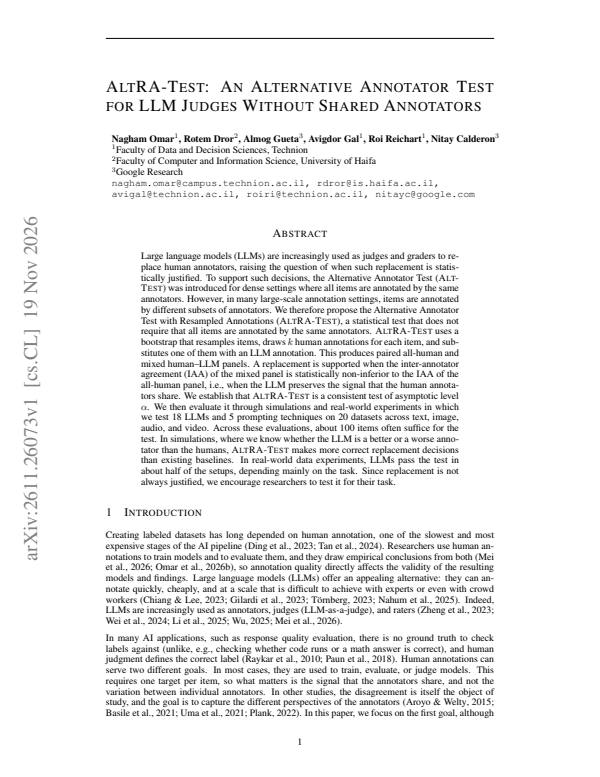 ALTRA-TEST: AN ALTERNATIVE ANNOTATOR TEST
FOR LLM JUDGES WITHOUT SHARED ANNOTATORS
Nagham Omar1, Rotem Dror2, Almog Gueta3, Avigdor Gal1, Roi Reichart1, Nitay Calderon3
1Faculty of Data and Decision Sciences, Technion
2Faculty of Computer and Information Science, University of Haifa
3Google Research
nagham.omar@campus.technion.ac.il, rdror@is.haifa.ac.il,
avigal@technion.ac.il, roiri@technion.ac.il, nitayc@google.com
ABSTRACT
Large language models (LLMs) are increasingly used as judges and graders to re-
place human annotators, raising the question of when such replacement is statis-
tically justified. To support such decisions, the Alternative Annotator Test (ALT-
TEST) was introduced for dense settings where all items are annotated by the same
annotators. However, in many large-scale annotation settings, items are annotated
by different subsets of annotators. We therefore propose the Alternative Annotator
Test with Resampled Annotations (ALTRA-TEST), a statistical test that does not
require that all items are annotated by the same annotators. ALTRA-TEST uses a
bootstrap that resamples items, draws k human annotations for each item, and sub-
stitutes one of them with an LLM annotation. This produces paired all-human and
mixed human–LLM panels. A replacement is supported when the inter-annotator
agreement (IAA) of the mixed panel is statistically non-inferior to the IAA of the
all-human panel, i.e., when the LLM preserves the signal that the human annota-
tors share. We establish that ALTRA-TEST is a consistent test of asymptotic level
α. We then evaluate it through simulations and real-world experiments in which
we test 18 LLMs and 5 prompting techniques on 20 datasets across text, image,
audio, and video. Across these evaluations, about 100 items often suffice for the
test. In simulations, where we know whether the LLM is a better or a worse anno-
tator than the humans, ALTRA-TEST makes more correct replacement decisions
than existing baselines. In real-world data experiments, LLMs pass the test in
about half of the setups, depending mainly on the task. Since replacement is not
always justified, we encourage researchers to test it for their task.
1 INTRODUCTION
Creating labeled datasets has long depended on human annotation, one of the slowest and most
expensive stages of the AI pipeline (Ding et al., 2023; Tan et al., 2024). Researchers use human an-
notations to train models and to evaluate them, and they draw empirical conclusions from both (Mei
et al., 2026; Omar et al., 2026b), so annotation quality directly affects the validity of the resulting
models and findings. Large language models (LLMs) offer an appealing alternative: they can an-
notate quickly, cheaply, and at a scale that is difficult to achieve with experts or even with crowd
workers (Chiang & Lee, 2023; Gilardi et al., 2023; Törnberg, 2023; Nahum et al., 2025). Indeed,
LLMs are increasingly used as annotators, judges (LLM-as-a-judge), and raters (Zheng et al., 2023;
Wei et al., 2024; Li et al., 2025; Wu, 2025; Mei et al., 2026).
In many AI applications, such as response quality evaluation, there is no ground truth to check
labels against (unlike, e.g., checking whether code runs or a math answer is correct), and human
judgment defines the correct label (Raykar et al., 2010; Paun et al., 2018). Human annotations can
serve two different goals. In most cases, they are used to train, evaluate, or judge models. This
requires one target per item, so what matters is the signal that the annotators share, and not the
variation between individual annotators. In other studies, the disagreement is itself the object of
study, and the goal is to capture the different perspectives of the annotators (Aroyo & Welty, 2015;
Basile et al., 2021; Uma et al., 2021; Plank, 2022). In this paper, we focus on the first goal, although
1
arXiv:2611.26073v1 [cs.CL] 19 Nov 2026